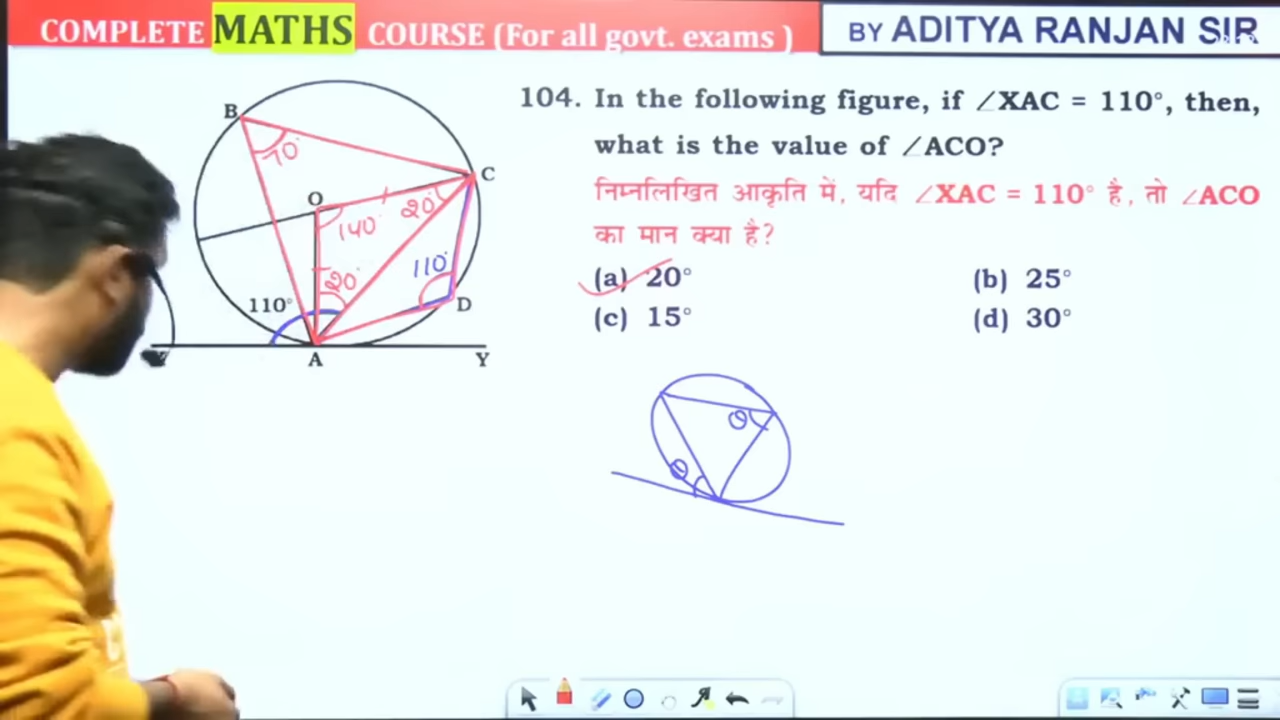 COMPLETE MATHS COURSE (For all govt. exams )
BY ADITYA RANJAN SIR
104. In the following figure, if ∠XAC = 110°, then,
what is the value of ∠ACO?
निम्नलिखित आकृति में, यदि ∠XAC = 110° है, तो ∠ACO
का मान क्या है?
(a) 20°
(b) 25°
(c) 15°
(d) 30°
B
70°
C
O
20°
140°
110°
20°
110°
D
A
Y
θ
θ